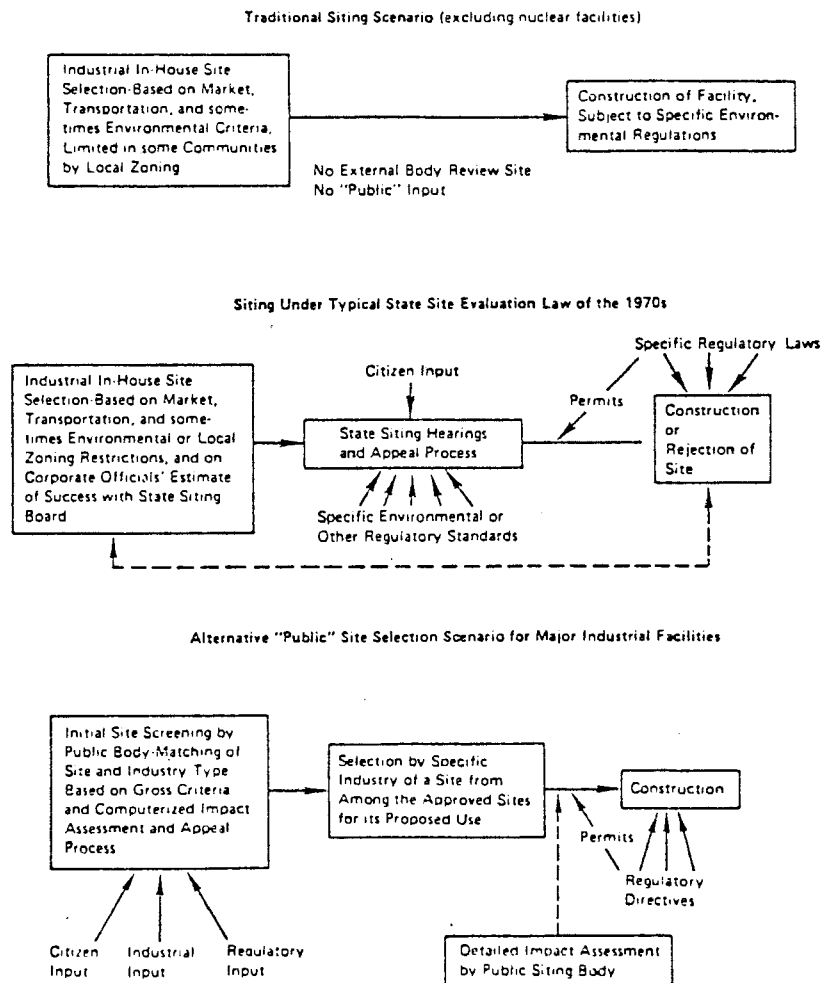 Traditional Siting Scenario (excluding nuclear facilities)
Industrial In-House Site
Selection-Based on Market,
Transportation, and some-
times Environmental Criteria,
Limited in some Communities
by Local Zoning
Construction of Facility,
Subject to Specific Environ-
mental Regulations
No External Body Review Site
No "Public" Input
Siting Under Typical State Site Evaluation Law of the 1970s
Specific Regulatory Laws
Citizen Input
Permits
Industrial In-House Site
Selection-Based on Market,
Transportation, and some-
times Environmental or Local
Zoning Restrictions, and on
Corporate Officials' Estimate
of Success with State Siting
Board
State Siting Hearings
and Appeal Process
Construction
or
Rejection of
Site
Specific Environmental or
Other Regulatory Standards
Alternative "Public" Site Selection Scenario for Major Industrial Facilities
Initial Site Screening by
Public Body-Matching of
Site and Industry Type
Based on Gross Criteria
and Computerized Impact
Assessment and Appeal
Process
Selection by Specific
Industry of a Site from
Among the Approved Sites
for its Proposed Use
Construction
Permits
Regulatory
Directives
Citizen
Input
Industrial
Input
Regulatory
Input
Detailed Impact Assessment
by Public Siting Body